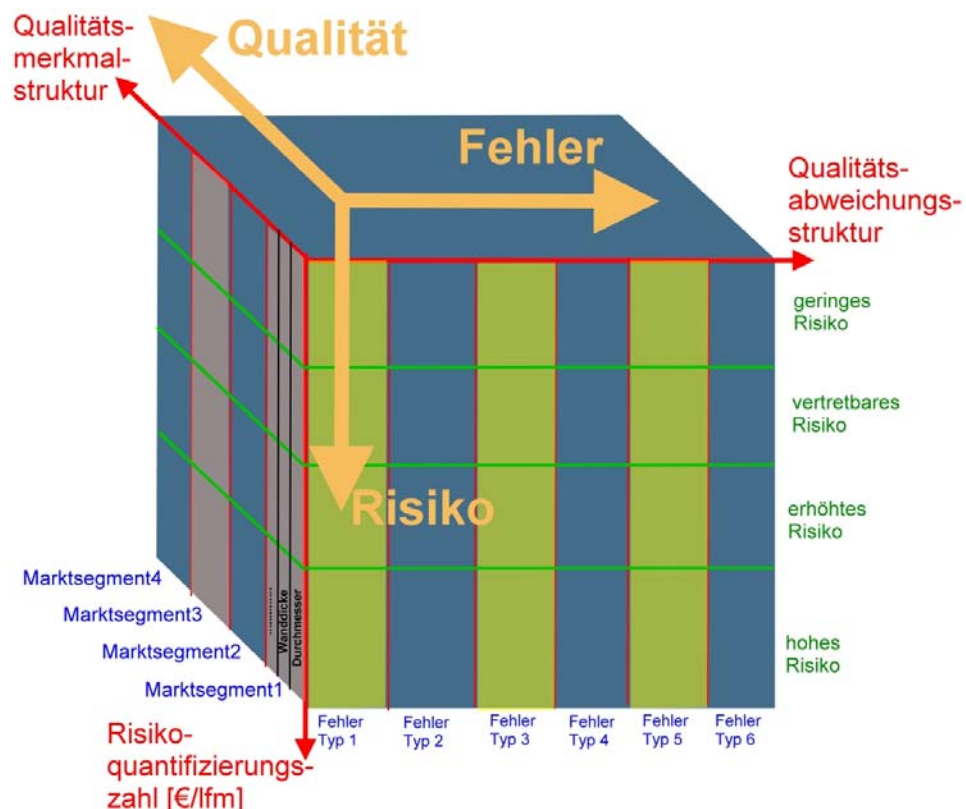 Qualitäts-
merkmal-
struktur
Qualität
Fehler
Qualitäts-
abweichungs-
struktur
geringes
Risiko
vertretbares
Risiko
erhöhtes
Risiko
hohes
Risiko
Risiko
Marktsegment4
Marktsegment3
Marktsegment2
Marktsegment1
Wanddicke
Durchmesser
Risiko-
quantifizierungs-
zahl [€/lfm]
Fehler
Typ 1
Fehler
Typ 2
Fehler
Typ 3
Fehler
Typ 4
Fehler
Typ 5
Fehler
Typ 6